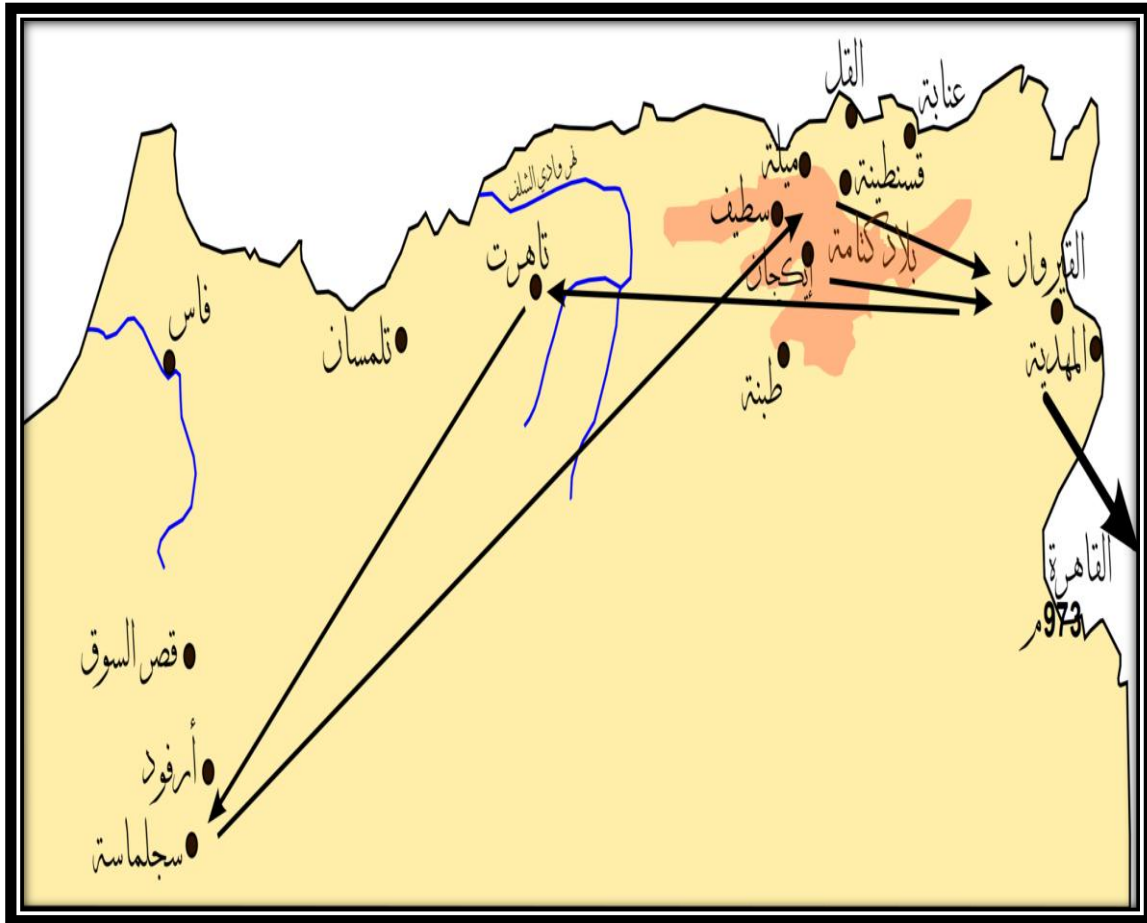 القل
عنابة
نهر وادي الشلف
ميلة
قسنطينة
سطيف
بلاد كتامة
إيكجان
القيروان
تاهرت
فاس
تلمسان
طبنة
المهدية
القاهرة
973م
قصر السوق
أرفود
سجلماسة